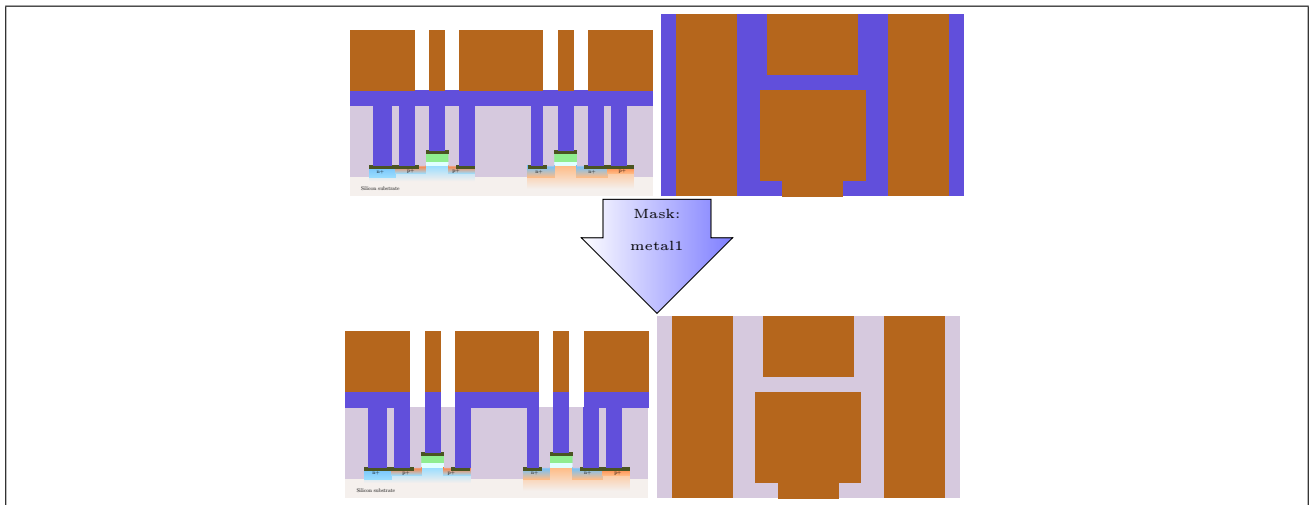 n+ p+ p+ n+ n+ p+
Silicon substrate
Mask:
metal1
n+ p+ p+ n+ n+ p+
Silicon substrate